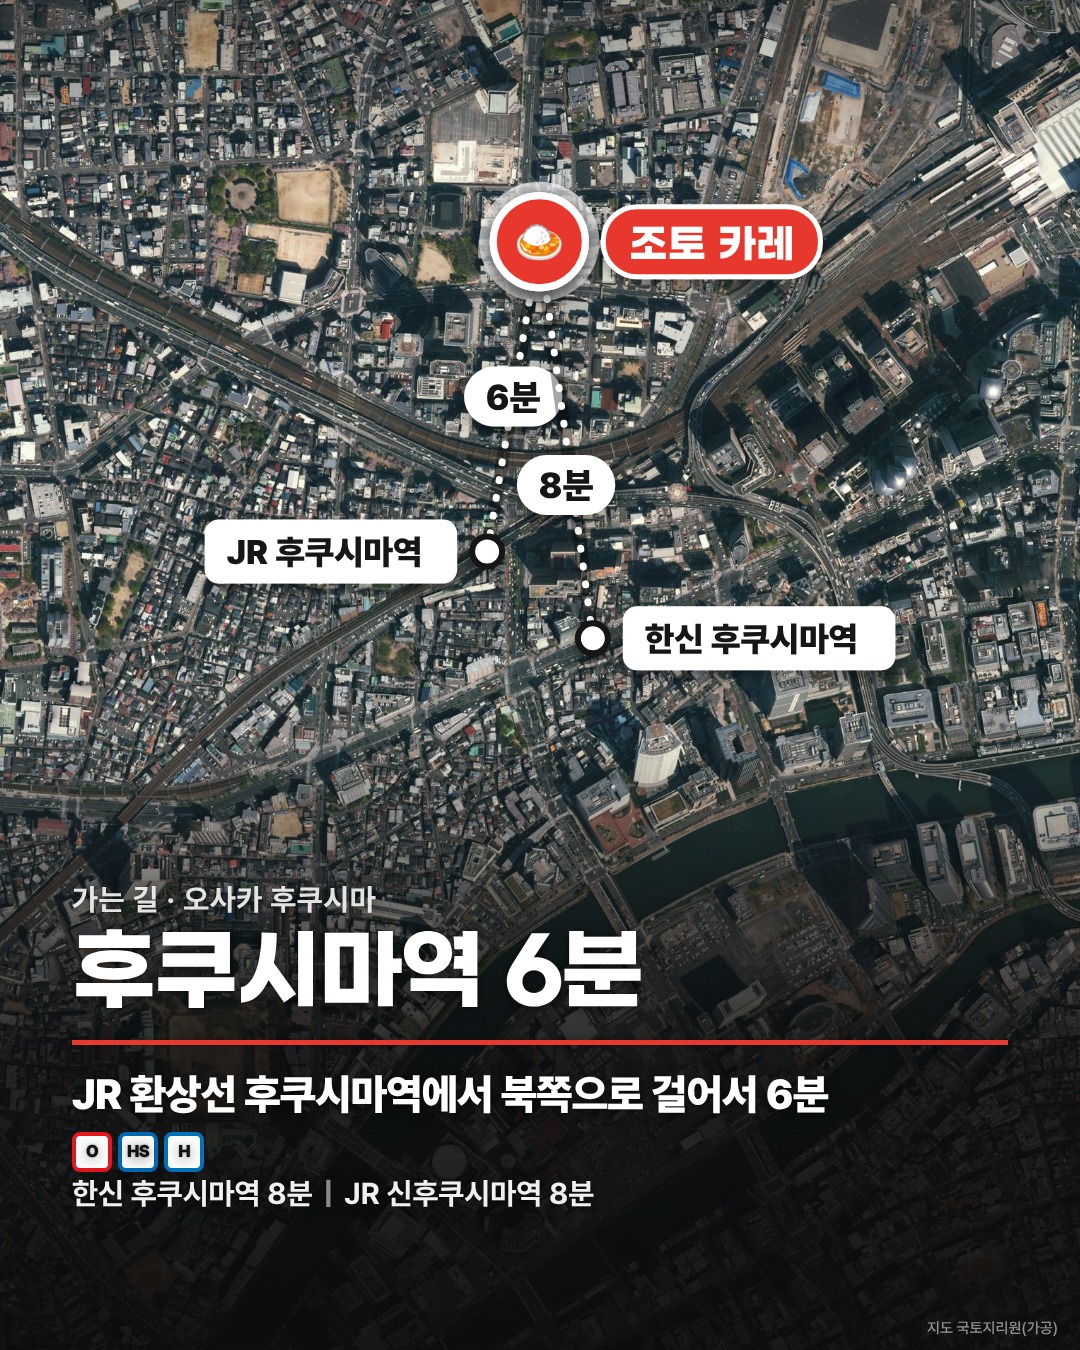 조토 카레
6분
8분
JR 후쿠시마역
한신 후쿠시마역
가는 길 · 오사카 후쿠시마
후쿠시마역 6분
JR 환상선 후쿠시마역에서 북쪽으로 걸어서 6분
O HS H
한신 후쿠시마역 8분 | JR 신후쿠시마역 8분
지도 국토지리원(가공)